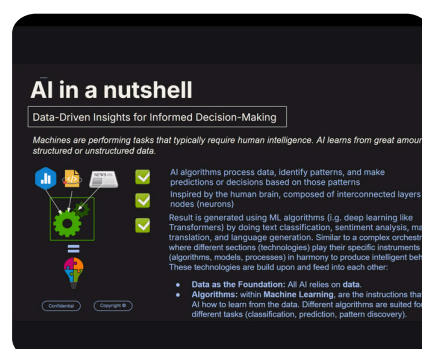 AI in a nutshell
Data-Driven Insights for Informed Decision-Making
Machines are performing tasks that typically require human intelligence. AI learns from great amour
structured or unstructured data.
NEWS
AI algorithms process data, identify patterns, and make
predictions or decisions based on those patterns
Inspired by the human brain, composed of interconnected layers
nodes (neurons)
Result is generated using ML algorithms (i.g. deep learning like
Transformers) by doing text classification, sentiment analysis, ma
translation, and language generation. Similar to a complex orchestr
where different sections (technologies) play their specific instruments
(algorithms, models, processes) in harmony to produce intelligent beh
These technologies are build upon and feed into each other:
• Data as the Foundation: All AI relies on data.
• Algorithms: within Machine Learning, are the instructions tha
AI how to learn from the data. Different algorithms are suited fo
different tasks (classification, prediction, pattern discovery).
Confidential
Copyright ©